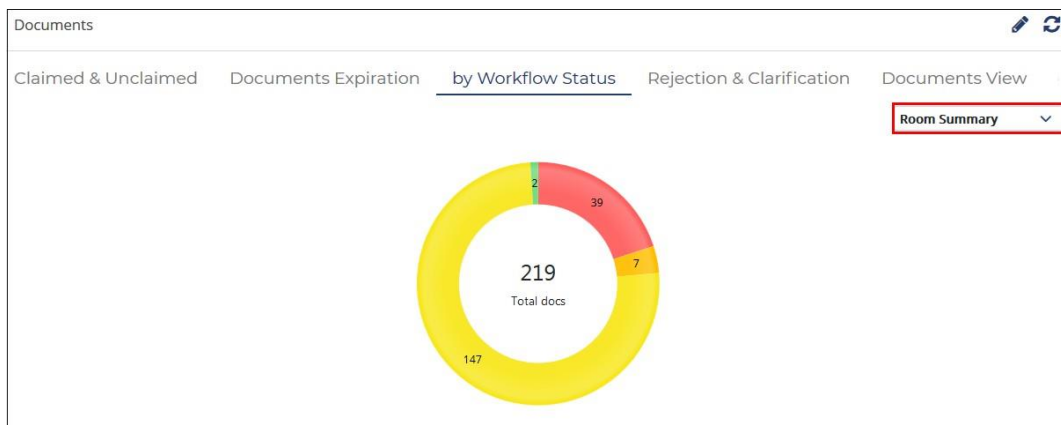 Documents
Claimed & Unclaimed Documents Expiration by Workflow Status Rejection & Clarification Documents View
Room Summary
2
39
7
219
Total docs
147